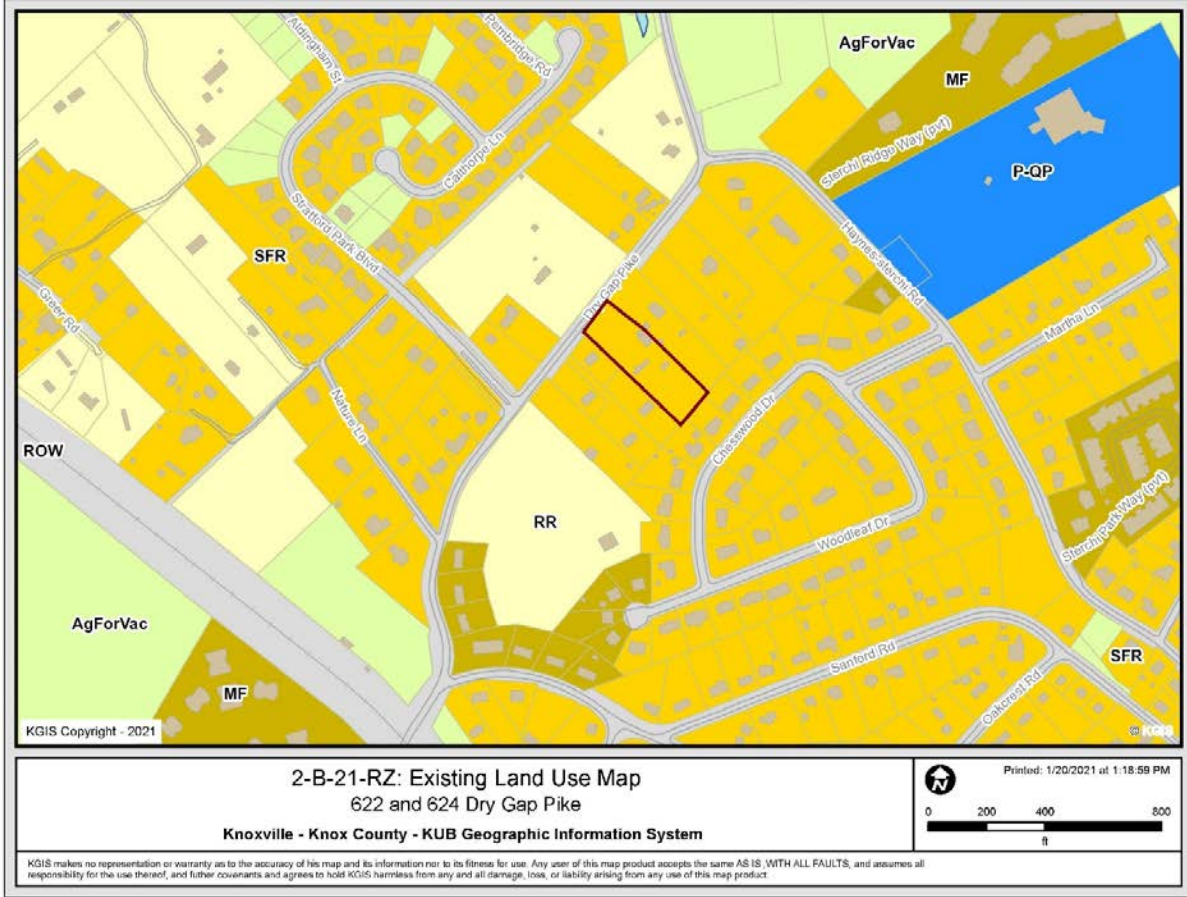 Aldingham St
Pembridge Rd
AgForVac
MF
Sterchi Ridge Way (pvt)
P-QP
Calthorpe Ln
Stratford Park Blvd
SFR
Haynes-sterchi Rd
Dry Gap Pike
Greer Rd
Martha Ln
Nature Ln
Chesswood Dr
ROW
RR
Woodleaf Dr
Sterchi Park Way (pvt)
AgForVac
SFR
Sanford Rd
MF
Oakcrest Rd
KGIS Copyright - 2021
© KGIS
2-B-21-RZ: Existing Land Use Map
622 and 624 Dry Gap Pike
Knoxville - Knox County - KUB Geographic Information System
N
Printed: 1/20/2021 at 1:18:59 PM
0 200 400 800
ft
KGIS makes no representation or warranty as to the accuracy of his map and its information nor to its fitness for use. Any user of this map product accepts the same AS IS ,WITH ALL FAULTS, and assumes all
responsibility for the use thereof, and futher covenants and agrees to hold KGIS harmless from any and all damage, loss, or liability arising from any use of this map product.